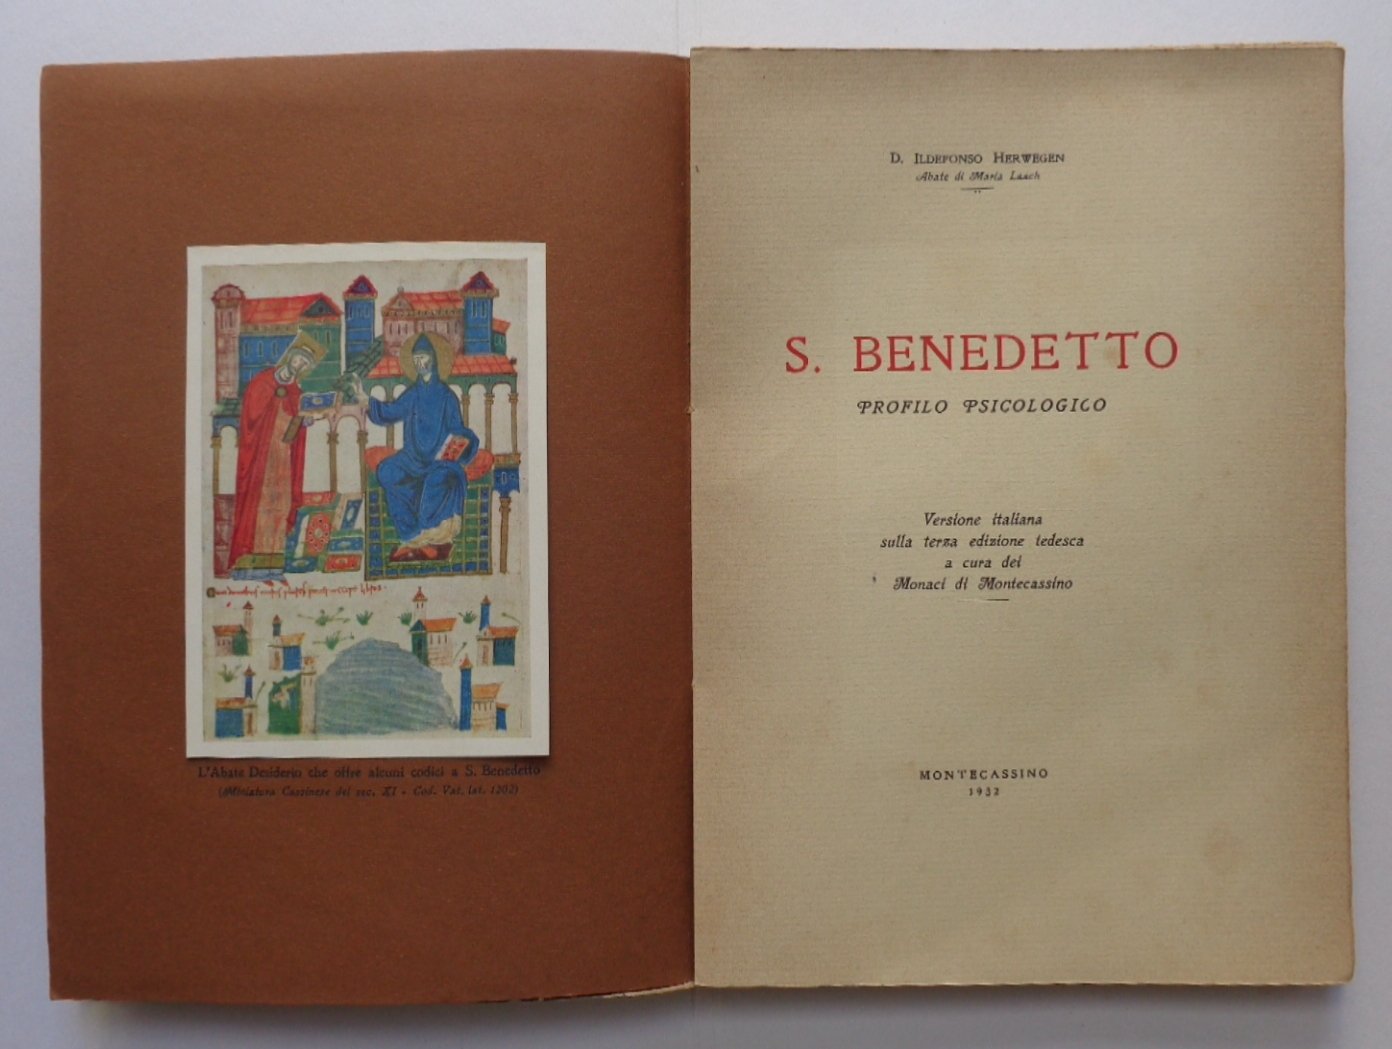 L'Abate Desiderio che offre alcuni codici a S. Benedetto
(Miniatura Cassinese del sec. XI - Cod. Vat. lat. 1202)
D. ILDEFONSO HERWEGEN
Abate di Maria Laach
S. BENEDETTO
PROFILO PSICOLOGICO
Versione italiana
sulla terza edizione tedesca
a cura dei
Monaci di Montecassino
MONTECASSINO
1932